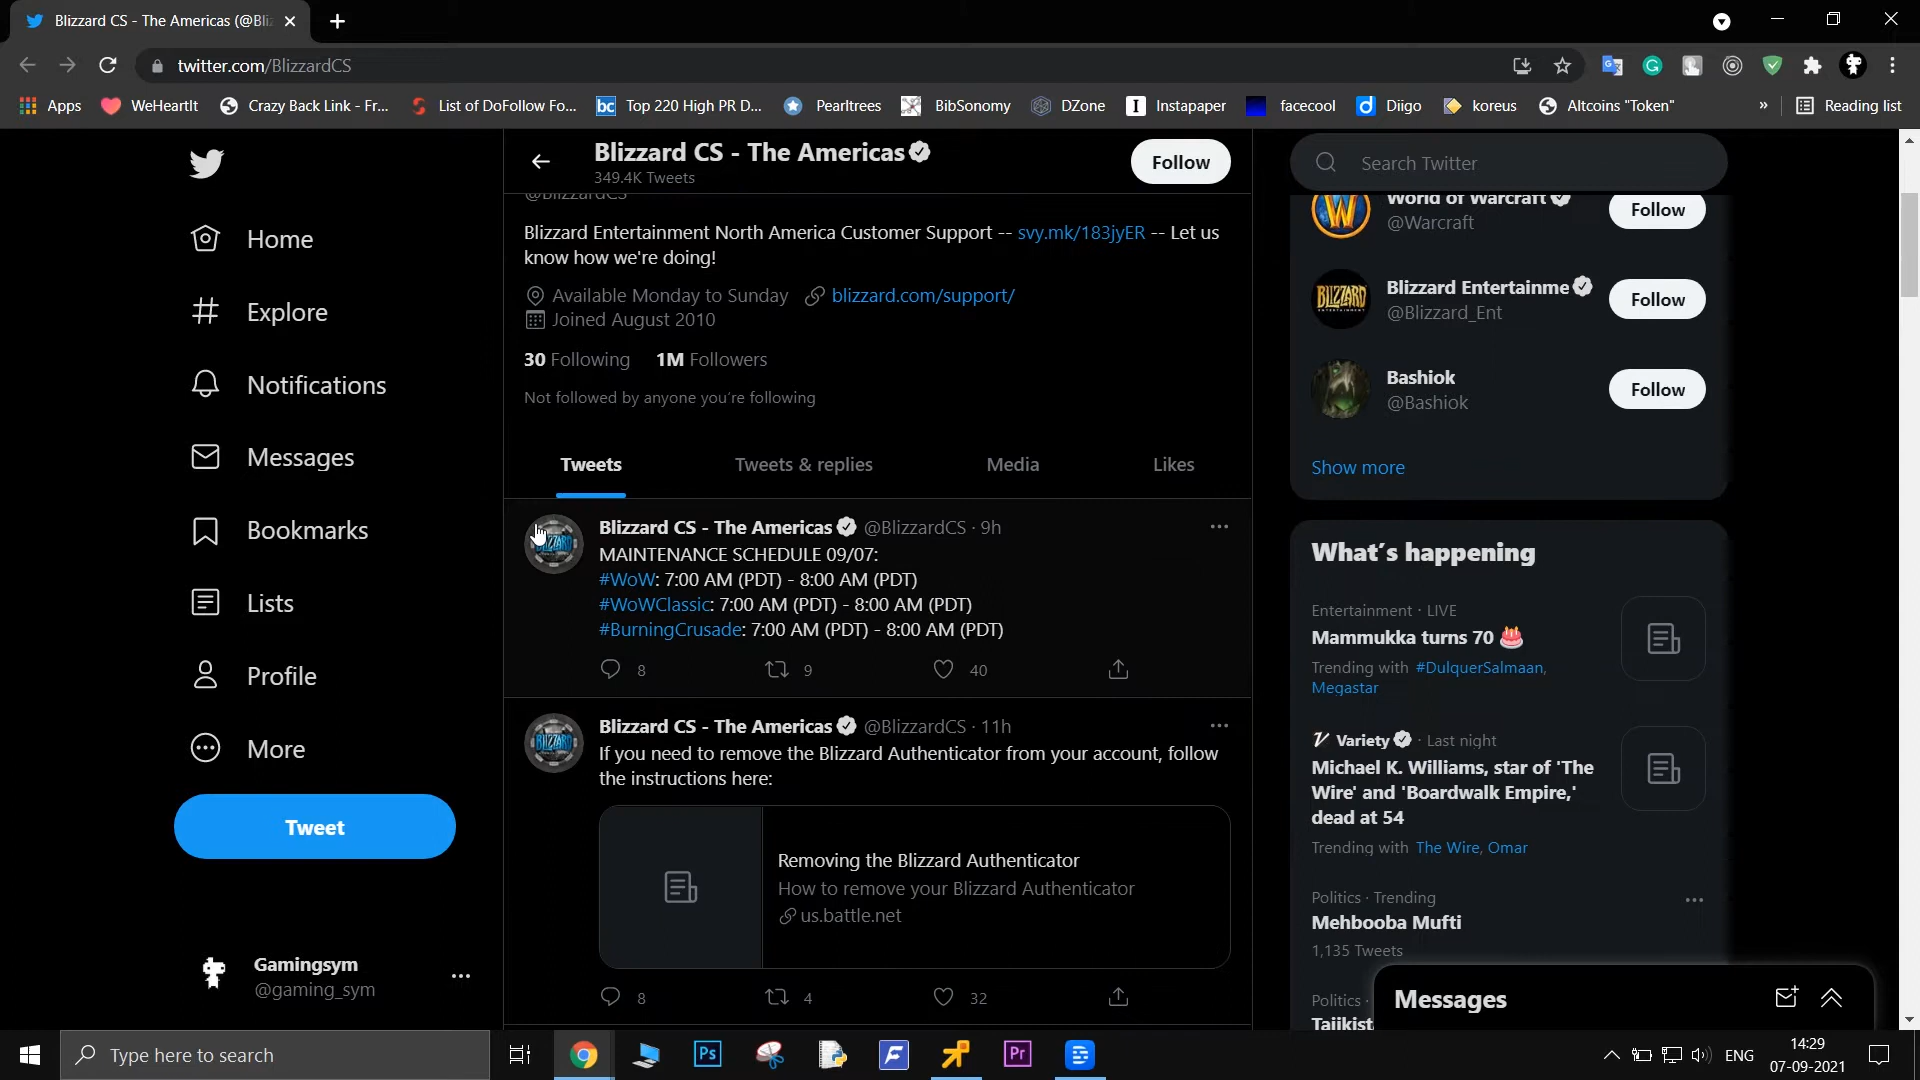 Blizzard CS - The Americas (@Bli
twitter.com/BlizzardCS
Apps
WeHeartIt
Crazy Back Link - Fr...
List of DoFollow Fo...
bc
Top 220 High PR D...
Pearltrees
BibSonomy
DZone
Instapaper
facecool
Diigo
koreus
Altcoins "Token"
»
Reading list
Home
Explore
Notifications
Messages
Bookmarks
Lists
Profile
More
Tweet
Gamingsym
@gaming_sym
Blizzard CS - The Americas
349.4K Tweets
Follow
@BlizzardCS
Blizzard Entertainment North America Customer Support -- svy.mk/183jyER -- Let us
know how we're doing!
Available Monday to Sunday blizzard.com/support/
Joined August 2010
30 Following 1M Followers
Not followed by anyone you're following
Tweets
Tweets & replies
Media
Likes
Blizzard CS - The Americas @BlizzardCS · 9h
MAINTENANCE SCHEDULE 09/07:
#WoW: 7:00 AM (PDT) - 8:00 AM (PDT)
#WoWClassic: 7:00 AM (PDT) - 8:00 AM (PDT)
#BurningCrusade: 7:00 AM (PDT) - 8:00 AM (PDT)
8 9 40
Blizzard CS - The Americas @BlizzardCS · 11h
If you need to remove the Blizzard Authenticator from your account, follow
the instructions here:
Removing the Blizzard Authenticator
How to remove your Blizzard Authenticator
us.battle.net
8 4 32
Search Twitter
World of Warcraft
@Warcraft
Follow
BLIZZARD
Blizzard Entertainme
@Blizzard_Ent
Follow
Bashiok
@Bashiok
Follow
Show more
What's happening
Entertainment · LIVE
Mammukka turns 70 🎂
Trending with #DulquerSalmaan,
Megastar
Variety · Last night
Michael K. Williams, star of 'The
Wire' and 'Boardwalk Empire,'
dead at 54
Trending with The Wire, Omar
Politics · Trending
Mehbooba Mufti
1,135 Tweets
Politics ·
Tajikist
Messages
Type here to search
Ps
Pr
ENG
14:29
07-09-2021